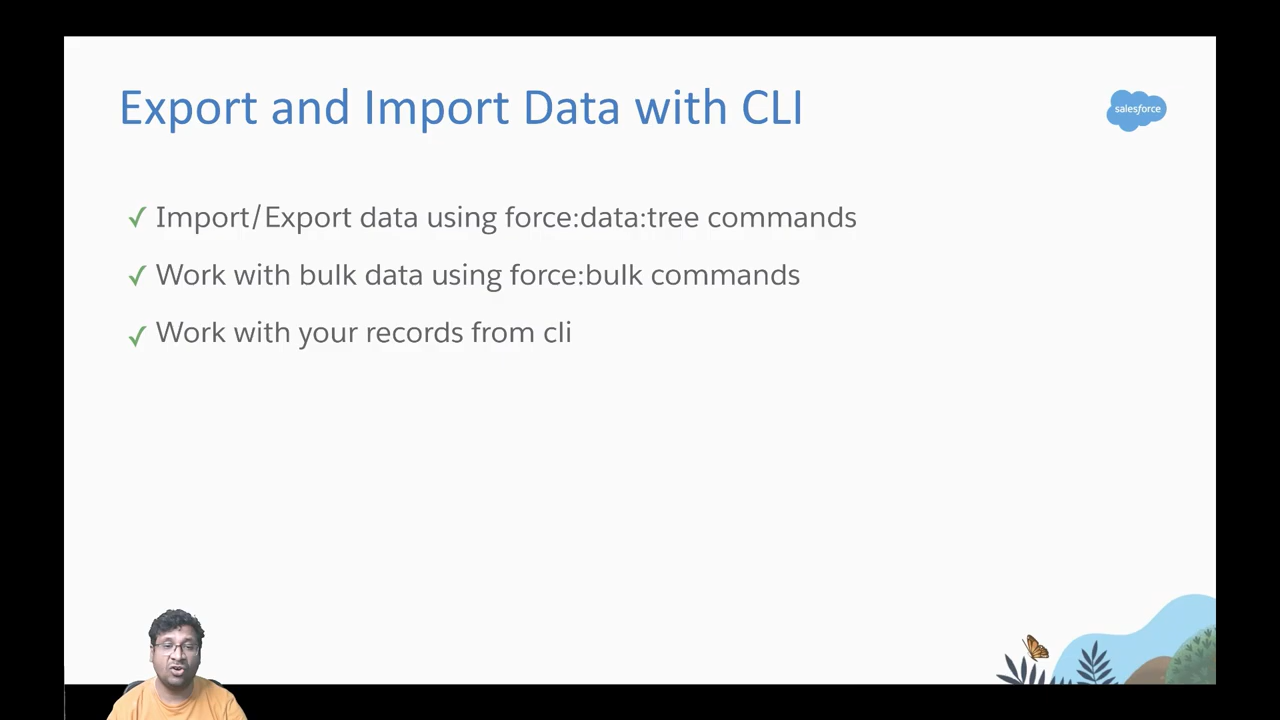 Export and Import Data with CLI
salesforce
Import/Export data using force:data:tree commands
Work with bulk data using force:bulk commands
Work with your records from cli